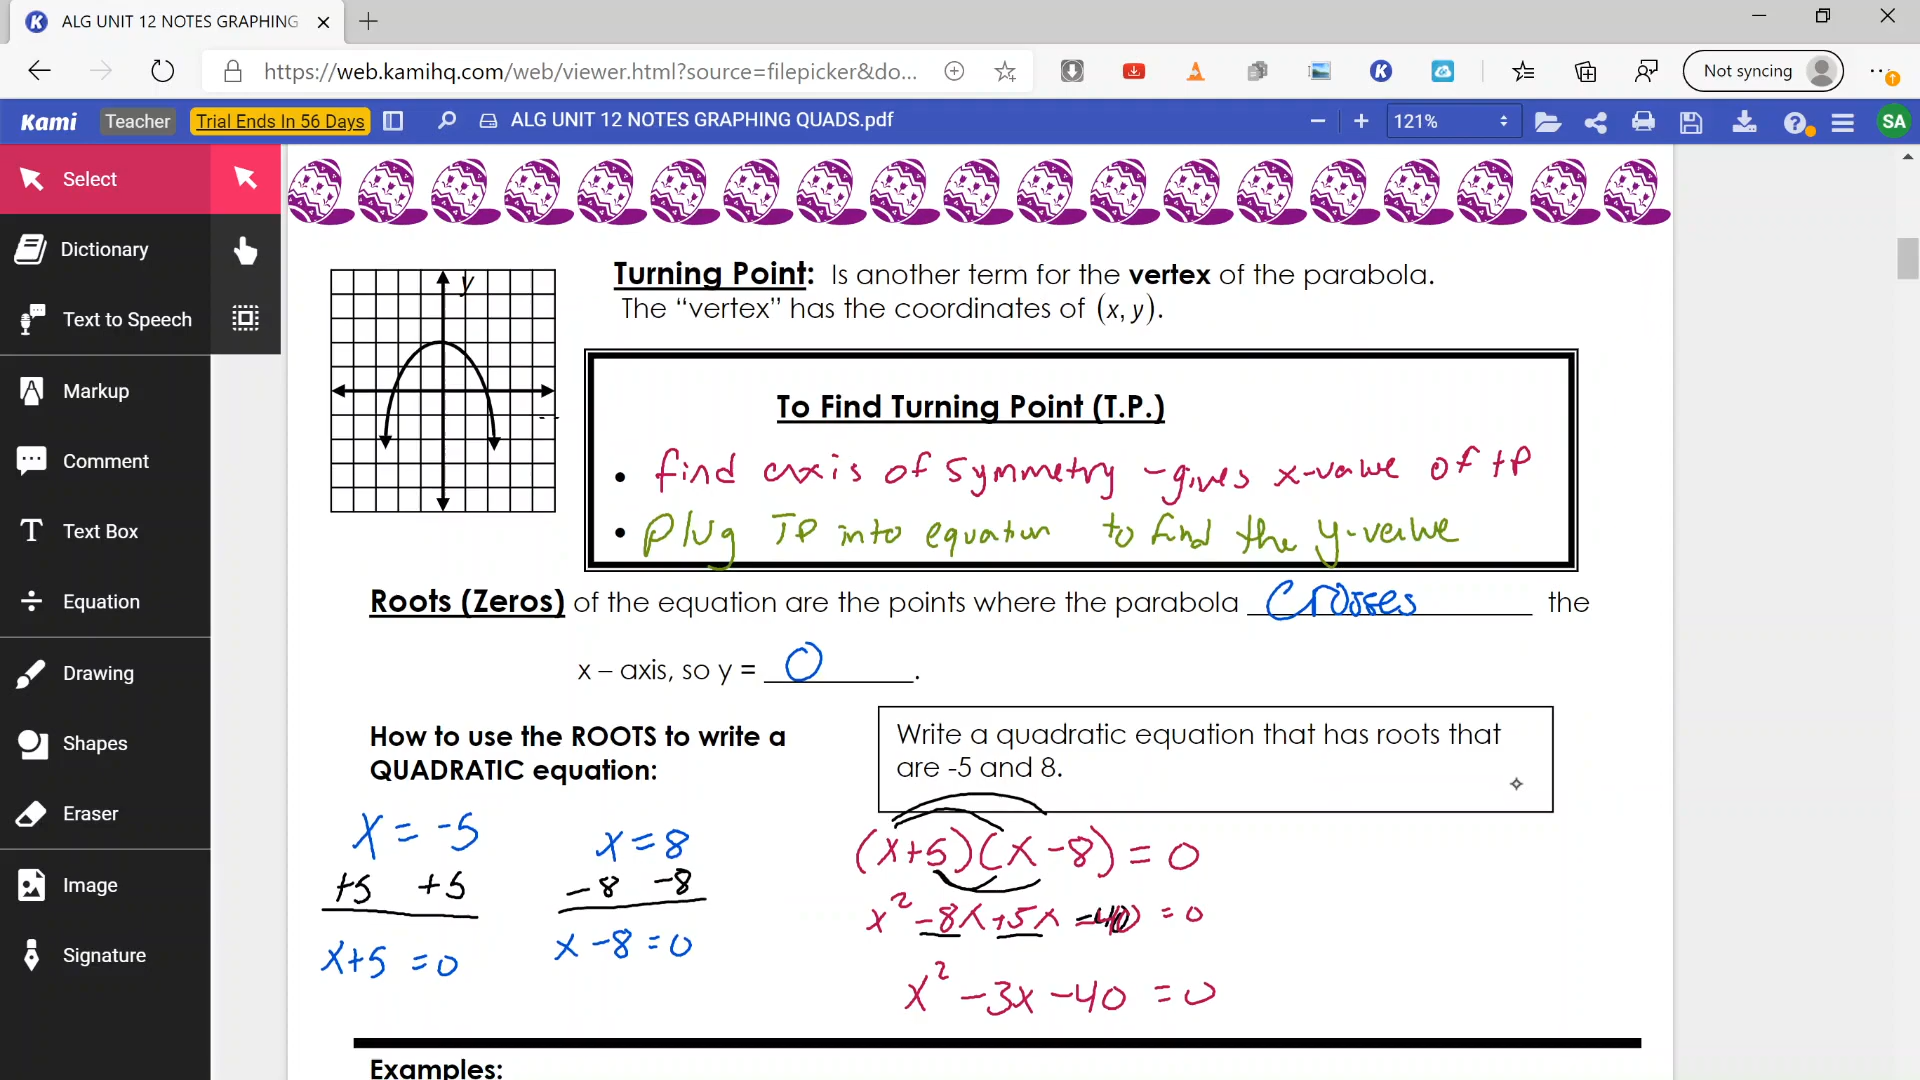 ALG UNIT 12 NOTES GRAPHING
https://web.kamihq.com/web/viewer.html?source=filepicker&do...
Not syncing
Kami Teacher Trial Ends In 56 Days ALG UNIT 12 NOTES GRAPHING QUADS.pdf 121% SA
Select
Dictionary
Text to Speech
Markup
Comment
Text Box
Equation
Drawing
Shapes
Eraser
Image
Signature
y
Turning Point: Is another term for the vertex of the parabola.
The “vertex” has the coordinates of (x, y).
To Find Turning Point (T.P.)
• find axis of symmetry - gives x-value of tP
• Plug TP into equation to find the y-value
Roots (Zeros) of the equation are the points where the parabola crosses the
x – axis, so y = 0.
How to use the ROOTS to write a
QUADRATIC equation:
x = -5
+5 +5
x+5 = 0
x = 8
-8 -8
x -8 = 0
Write a quadratic equation that has roots that
are -5 and 8.
(x+5)(x-8) = 0
x² -8x +5x -40 = 0
x² -3x -40 = 0
Examples: